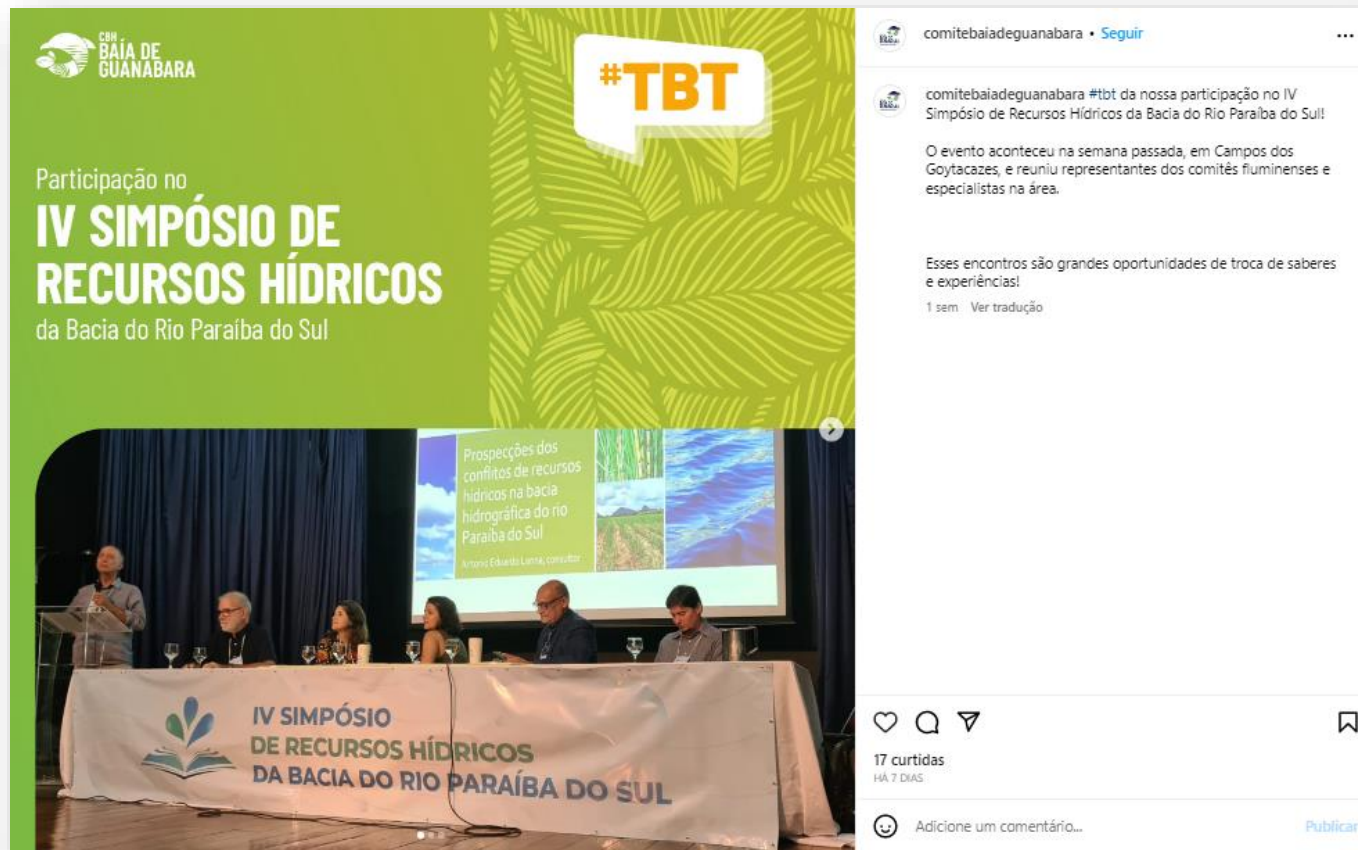 CBH
BAÍA DE
GUANABARA
#TBT
Participação no
IV SIMPÓSIO DE
RECURSOS HÍDRICOS
da Bacia do Rio Paraíba do Sul
Prospecções dos
conflitos de recursos
hídricos na bacia
hidrográfica do rio
Paraíba do Sul
Antonio Eduardo Lanna, consultor
IV SIMPÓSIO
DE RECURSOS HÍDRICOS
DA BACIA DO RIO PARAÍBA DO SUL
comitebaiadeguanabara • Seguir
comitebaiadeguanabara #tbt da nossa participação no IV
Simpósio de Recursos Hídricos da Bacia do Rio Paraíba do Sul!
O evento aconteceu na semana passada, em Campos dos
Goytacazes, e reuniu representantes dos comitês fluminenses e
especialistas na área.
Esses encontros são grandes oportunidades de troca de saberes
e experiências!
1 sem Ver tradução
17 curtidas
HÁ 7 DIAS
Adicione um comentário...
Publicar